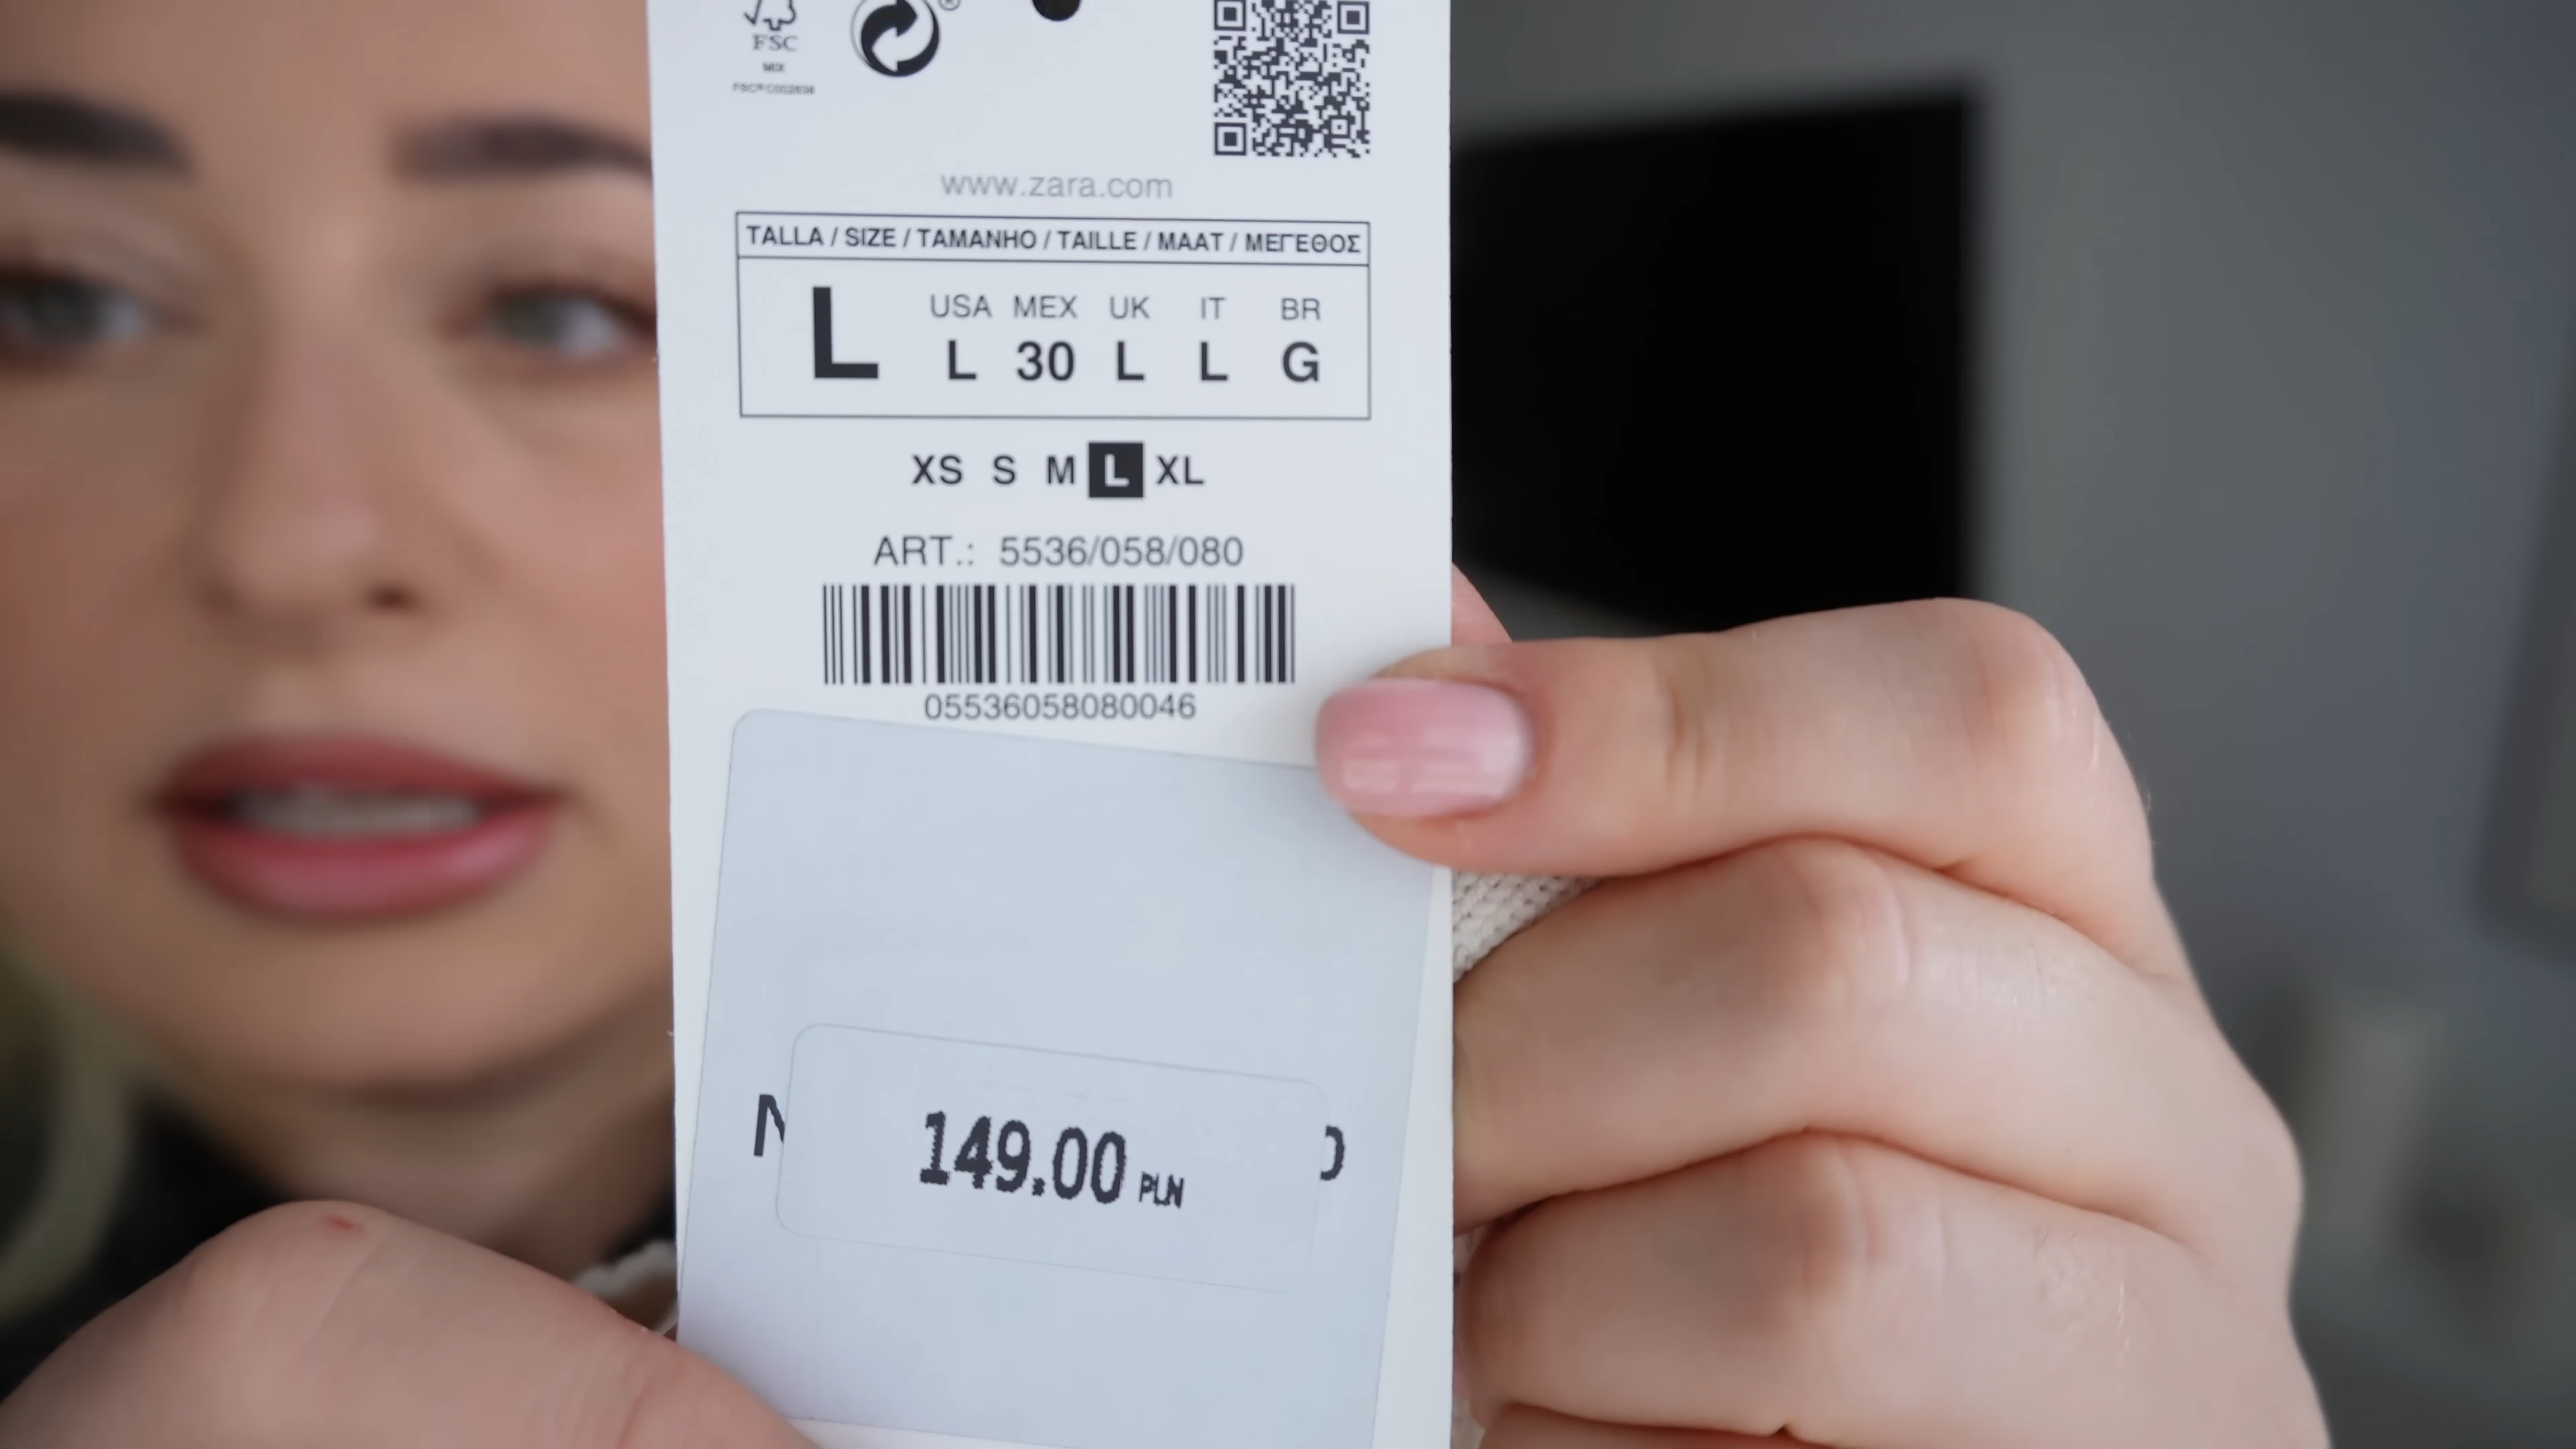 FSC
MIX
www.zara.com
TALLA / SIZE / TAMANHO / TAILLE / MAAT / ΜΕΓΕΘΟΣ
L
USA MEX UK IT BR
L 30 L L G
XS S M L XL
ART.: 5536/058/080
05536058080046
149.00 PLN